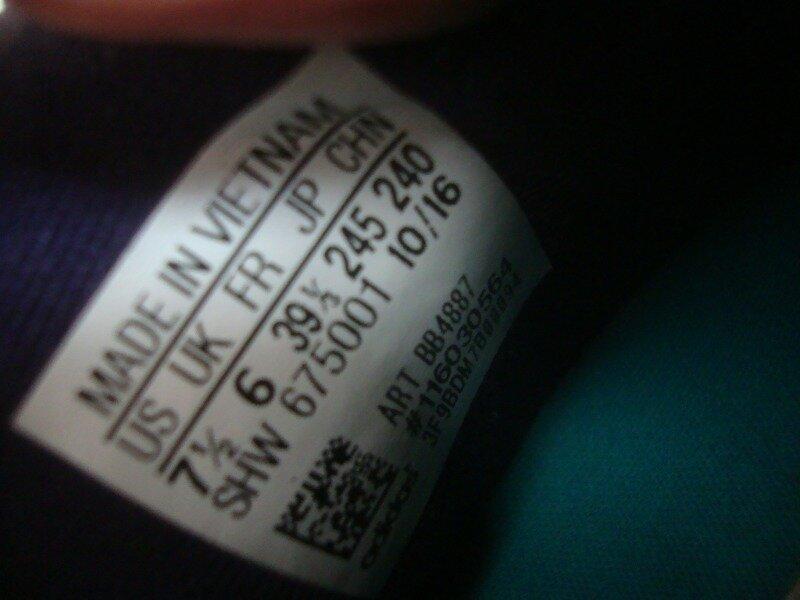 MADE IN VIETNAM
US UK FR JP CHN
7½ 6 39⅓ 245 240
SHW 675001 10/16
ART BB4887
#116030564
adidas